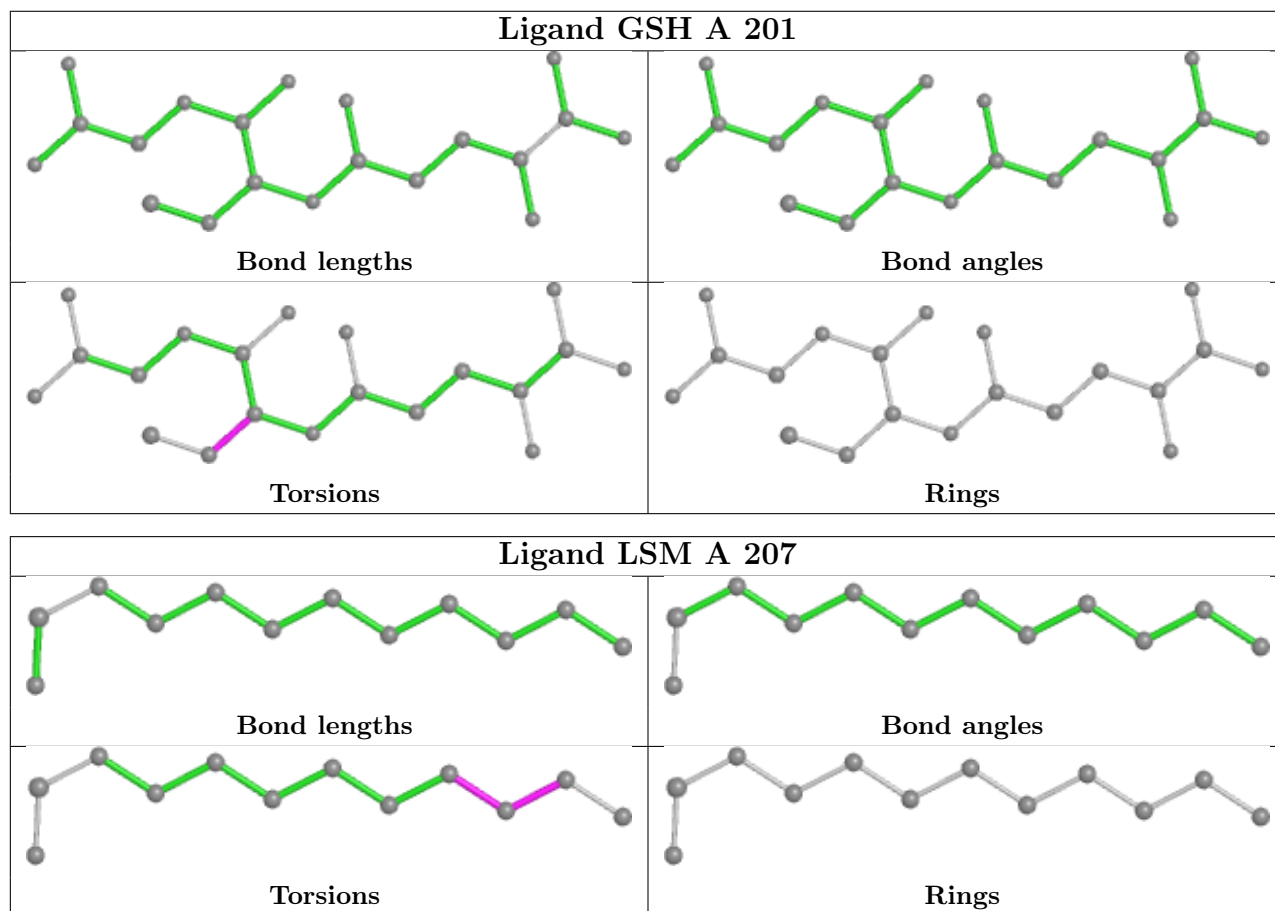 Ligand GSH A 201
Bond lengths
Bond angles
Torsions
Rings
Ligand LSM A 207
Bond lengths
Bond angles
Torsions
Rings